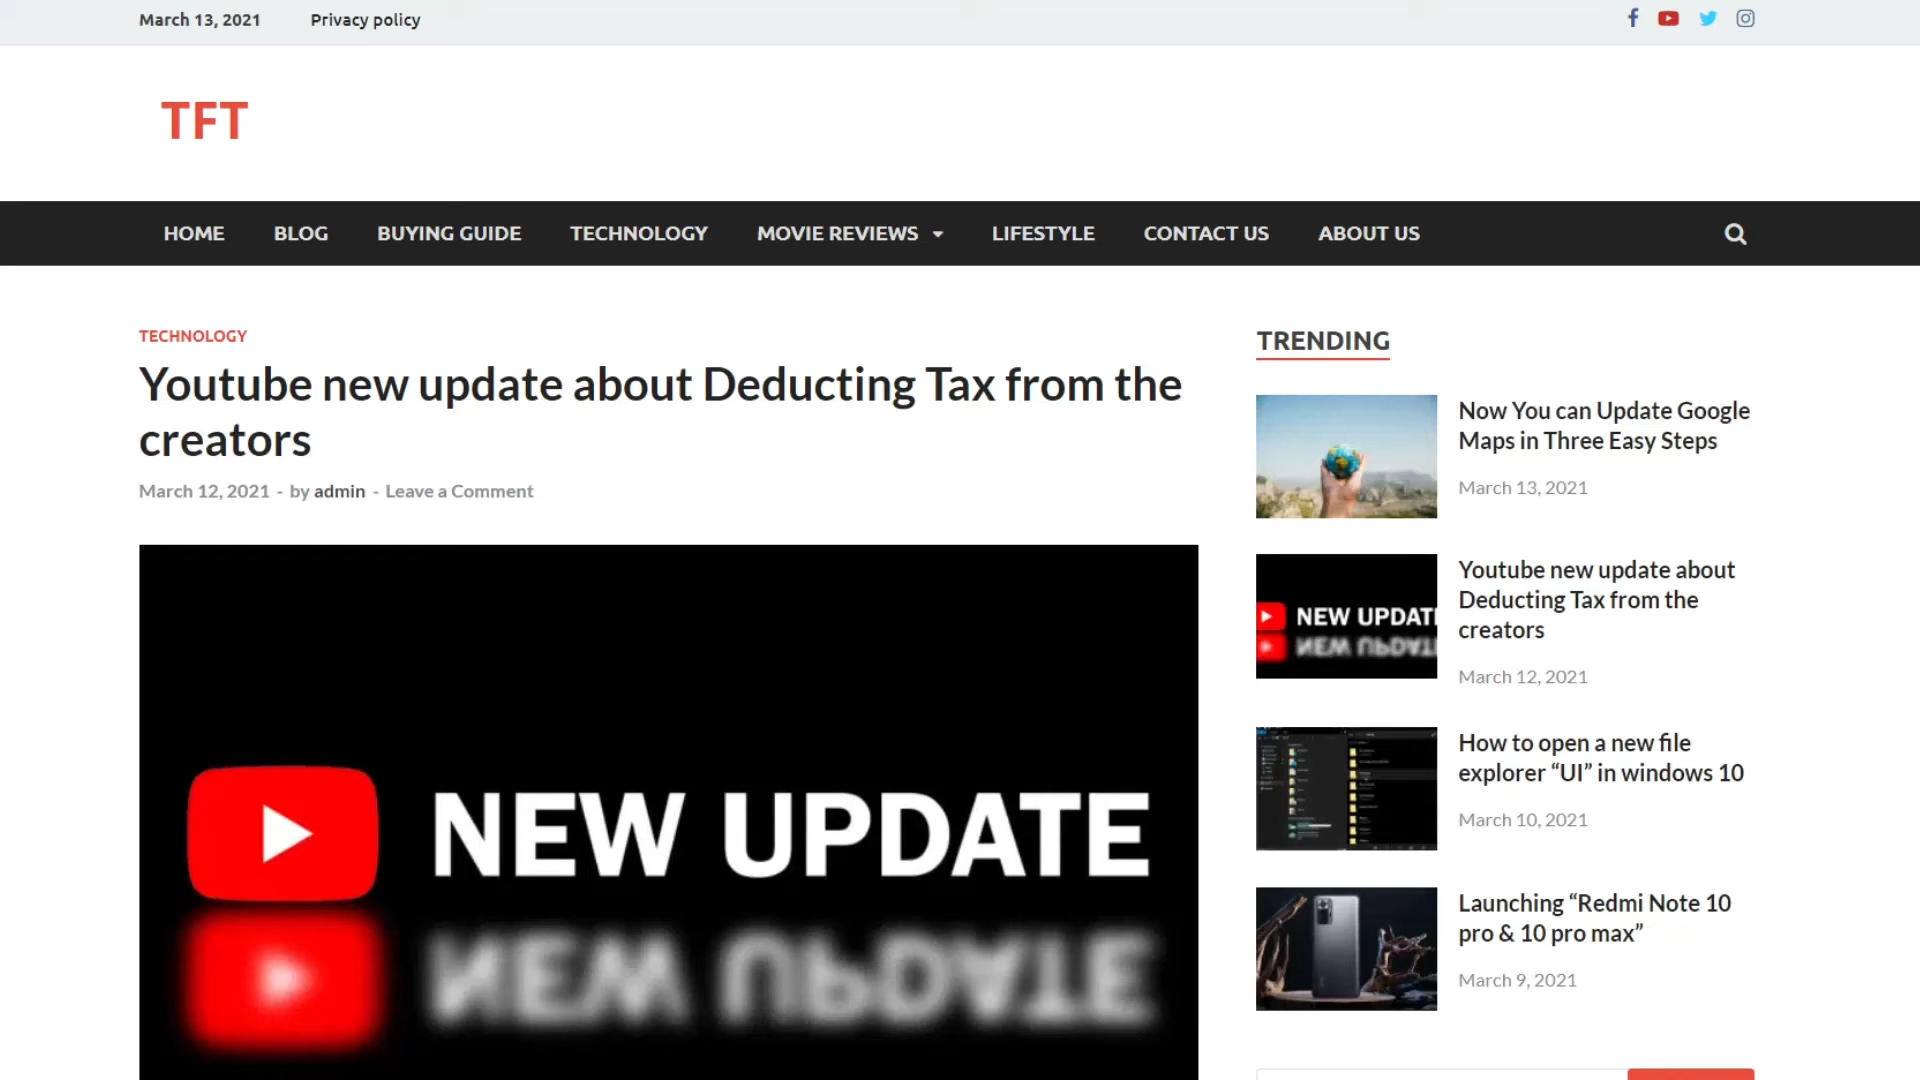 March 13, 2021 Privacy policy
TFT
HOME BLOG BUYING GUIDE TECHNOLOGY MOVIE REVIEWS LIFESTYLE CONTACT US ABOUT US
TECHNOLOGY
Youtube new update about Deducting Tax from the
creators
March 12, 2021 - by admin - Leave a Comment
NEW UPDATE
NEW UPDATE
TRENDING
Now You can Update Google
Maps in Three Easy Steps
March 13, 2021
NEW UPDAT
NEW UPDAT
Youtube new update about
Deducting Tax from the
creators
March 12, 2021
How to open a new file
explorer “UI” in windows 10
March 10, 2021
Launching “Redmi Note 10
pro & 10 pro max”
March 9, 2021